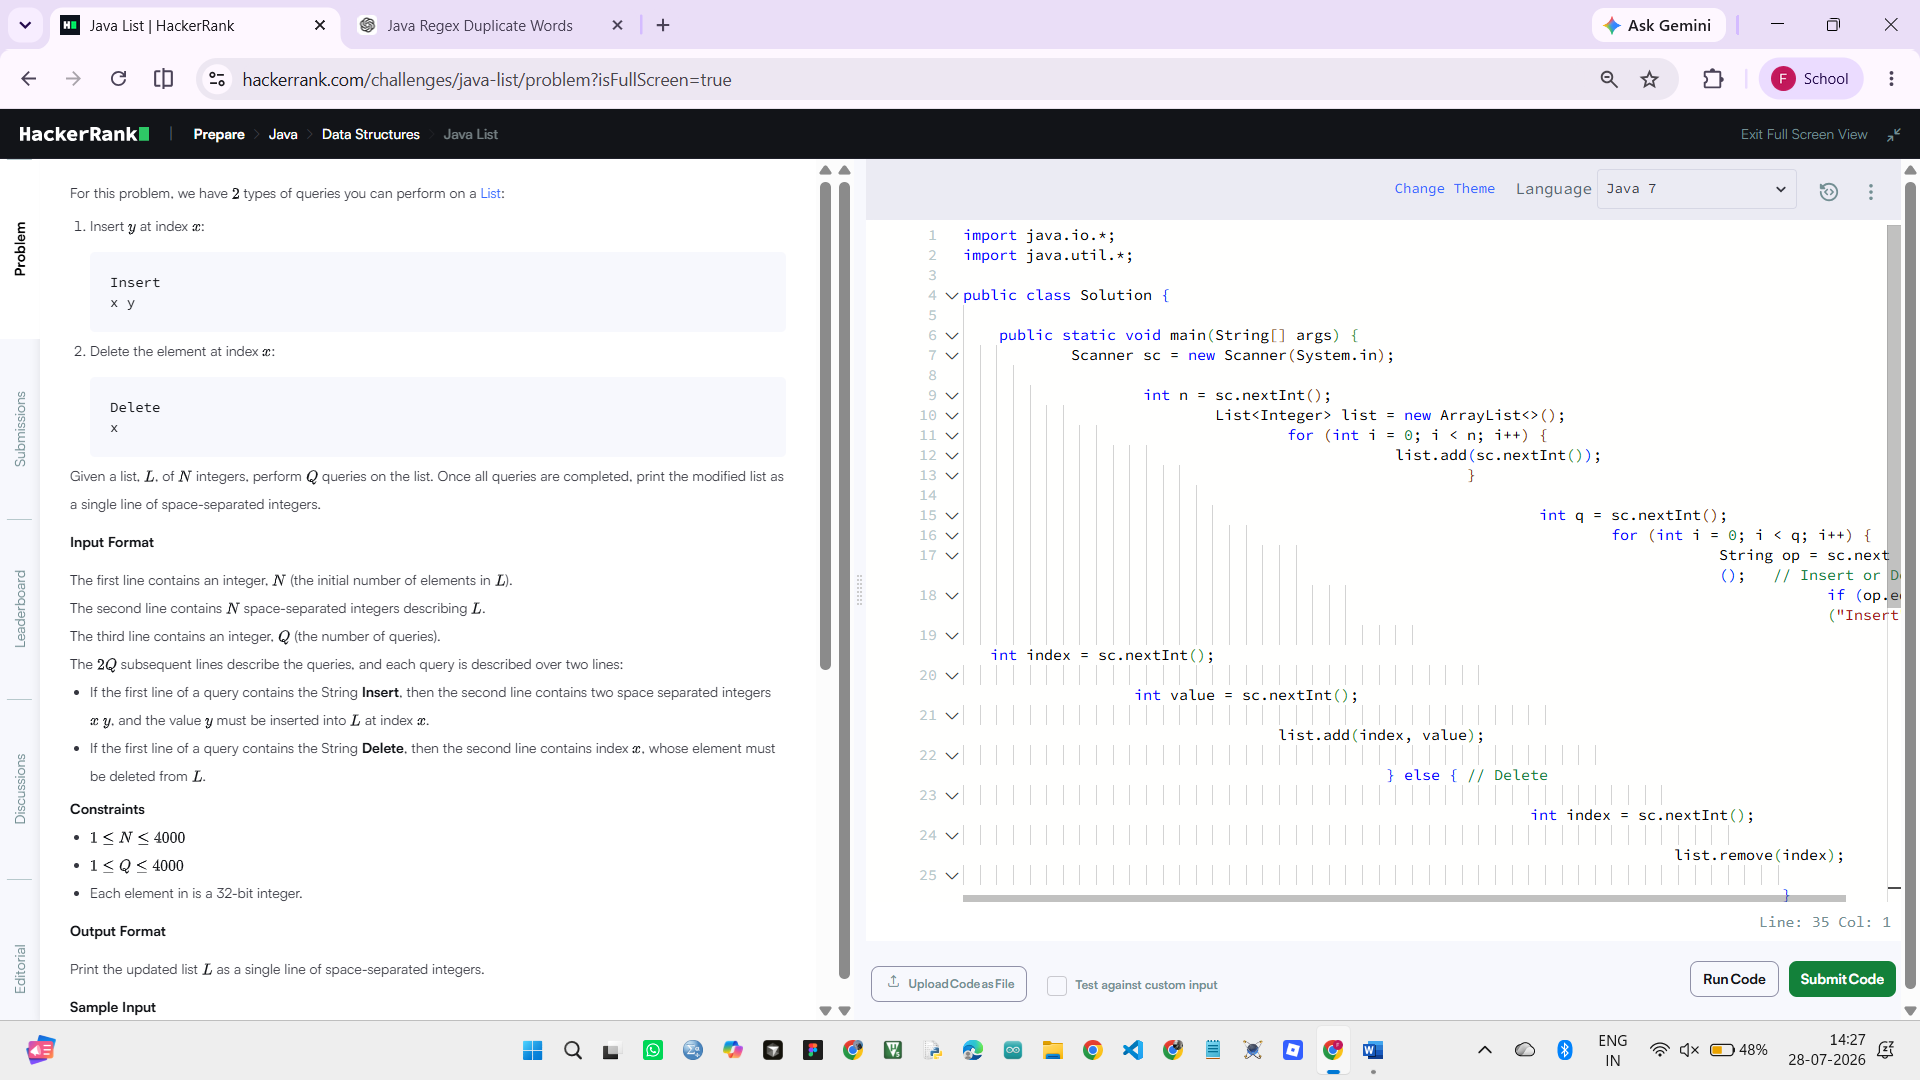 Java List | HackerRank
Java Regex Duplicate Words
Ask Gemini
hackerrank.com/challenges/java-list/problem?isFullScreen=true
F School
HackerRank
Prepare
Java
Data Structures
Java List
Exit Full Screen View
Problem
Submissions
Leaderboard
Discussions
Editorial
For this problem, we have 2 types of queries you can perform on a List:
1. Insert y at index x:
Insert
x y
2. Delete the element at index x:
Delete
x
Given a list, L, of N integers, perform Q queries on the list. Once all queries are completed, print the modified list as
a single line of space-separated integers.
Input Format
The first line contains an integer, N (the initial number of elements in L).
The second line contains N space-separated integers describing L.
The third line contains an integer, Q (the number of queries).
The 2Q subsequent lines describe the queries, and each query is described over two lines:
• If the first line of a query contains the String Insert, then the second line contains two space separated integers
x y, and the value y must be inserted into L at index x.
• If the first line of a query contains the String Delete, then the second line contains index x, whose element must
be deleted from L.
Constraints
• 1 ≤ N ≤ 4000
• 1 ≤ Q ≤ 4000
• Each element in is a 32-bit integer.
Output Format
Print the updated list L as a single line of space-separated integers.
Sample Input
Change Theme
Language
Java 7
1 import java.io.*;
2 import java.util.*;
3
4 public class Solution {
5
6 public static void main(String[] args) {
7 Scanner sc = new Scanner(System.in);
8
9 int n = sc.nextInt();
10 List<Integer> list = new ArrayList<>();
11 for (int i = 0; i < n; i++) {
12 list.add(sc.nextInt());
13 }
14
15 int q = sc.nextInt();
16 for (int i = 0; i < q; i++) {
17 String op = sc.next
(); // Insert or De
18 if (op.eq
("Insert
19
int index = sc.nextInt();
20
int value = sc.nextInt();
21
list.add(index, value);
22
} else { // Delete
23
int index = sc.nextInt();
24
list.remove(index);
25
}
Line: 35 Col: 1
Upload Code as File
Test against custom input
Run Code
Submit Code
ENG
IN
48%
14:27
28-07-2026